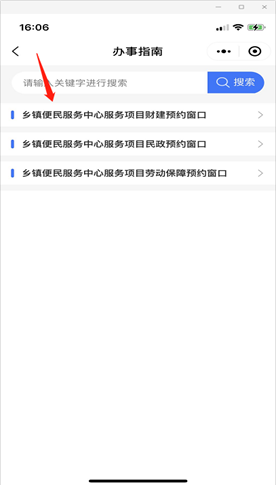 16:06
办事指南
请输入关键字进行搜索
搜索
乡镇便民服务中心服务项目财建预约窗口
乡镇便民服务中心服务项目民政预约窗口
乡镇便民服务中心服务项目劳动保障预约窗口